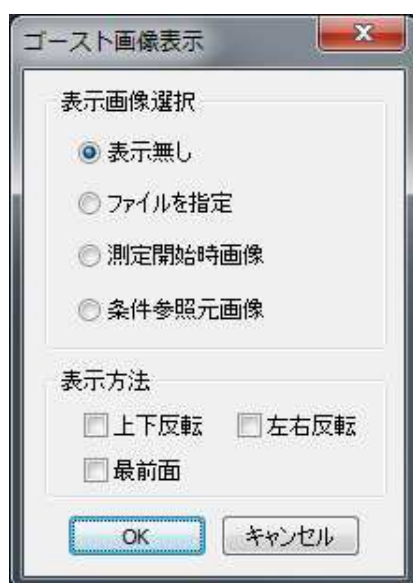 ゴースト画像表示
表示画像選択
表示無し
ファイルを指定
測定開始時画像
条件参照元画像
表示方法
上下反転 左右反転
最前面
OK キャンセル